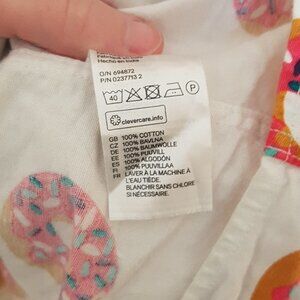 Hecho en India
O/N 694872
P/N 0237713 2
40
P
clevercare.info
GB 100% COTTON
CZ 100% BAVLNA
DE 100% BAUMWOLLE
EE 100% PUUVILL
ES 100% ALGODÓN
FI 100% PUUVILLAA
FR LAVER À LA MACHINE À
L'EAU TIÈDE.
BLANCHIR SANS CHLORE
SI NÉCESSAIRE.